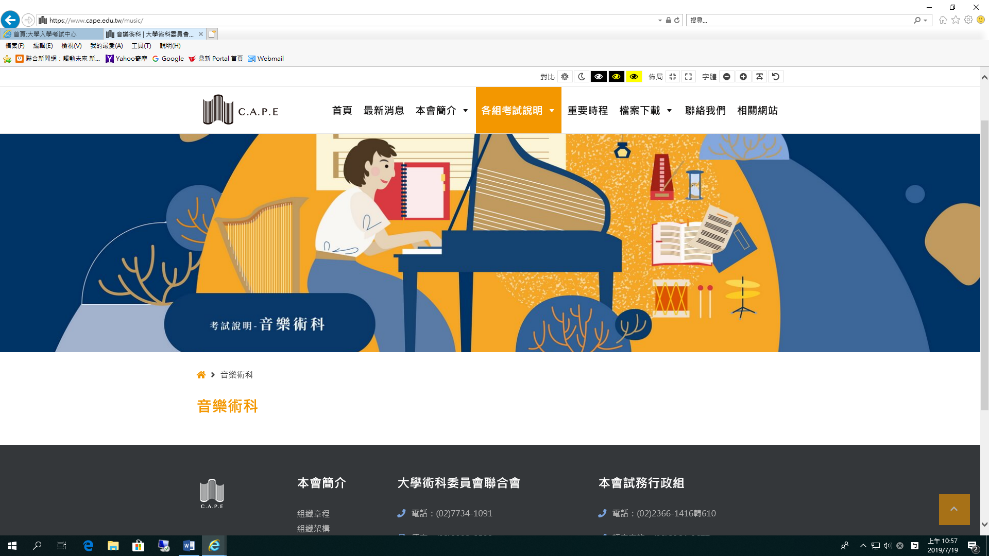 https://www.cape.edu.tw/music/
搜尋...
首頁|大學入學考試中心
音樂術科 | 大學術科委員會...
檔案(F) 編輯(E) 檢視(V) 我的最愛(A) 工具(T) 說明(H)
Yahoo奇摩 Google 鼎新 Portal 首頁 Webmail
對比 佈局 字體
C.A.P.E
首頁 最新消息 本會簡介 各組考試說明 重要時程 檔案下載 聯絡我們 相關網站
考試說明-音樂術科
音樂術科
音樂術科
C.A.P.E
本會簡介
組織章程
組織架構
大學術科委員會聯合會
電話：(02)7734-1091
本會試務行政組
電話：(02)2366-1416轉610
上午 10:57
2019/7/19